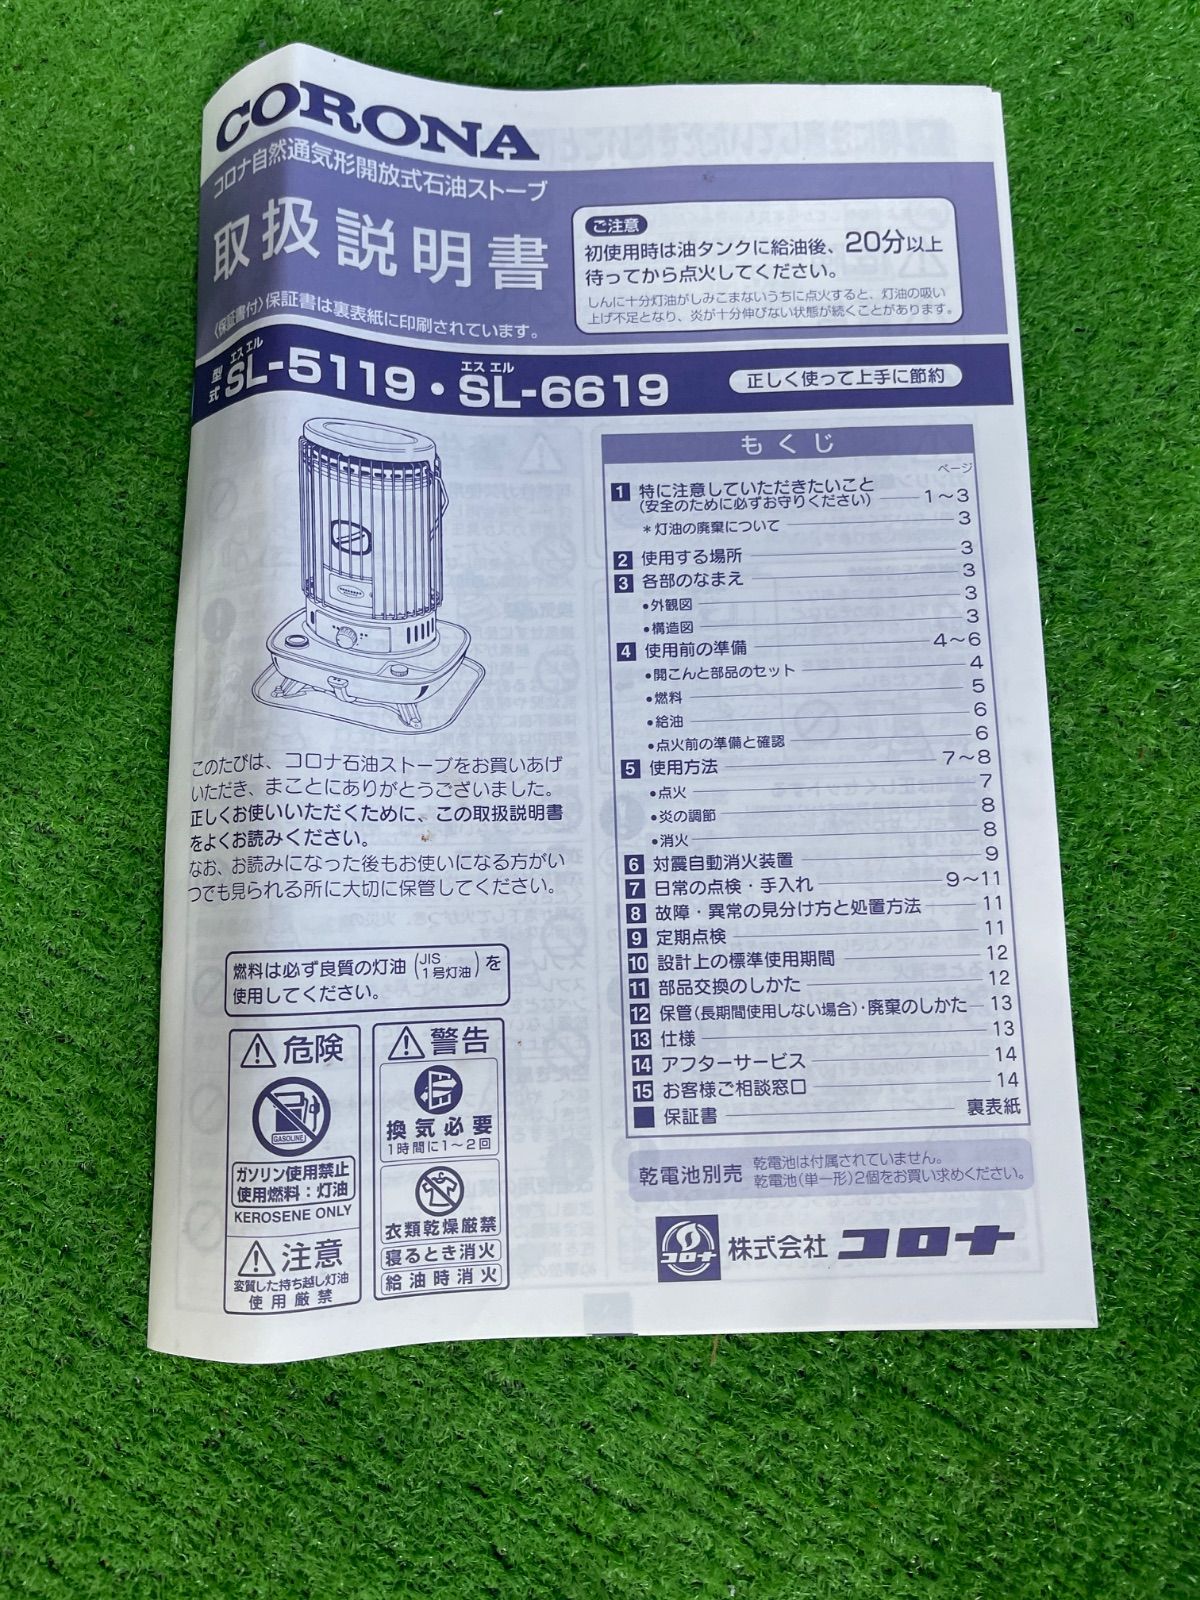 CORONA
コロナ自然通気形開放式石油ストーブ
取扱説明書
〈保証書付〉保証書は裏表紙に印刷されています。
ご注意
初使用時は油タンクに給油後、20分以上
待ってから点火してください。
しんに十分灯油がしみこまないうちに点火すると、灯油の吸い
上げ不足となり、炎が十分伸びない状態が続くことがあります。
エスエル エスエル
型式 SL-5119・SL-6619
正しく使って上手に節約
もくじ
ページ
1 特に注意していただきたいこと
(安全のために必ずお守りください) 1〜3
*灯油の廃棄について 3
2 使用する場所 3
3 各部のなまえ 3
•外観図 3
•構造図 3
4 使用前の準備 4〜6
•開こんと部品のセット 4
•燃料 5
•給油 6
•点火前の準備と確認 6
5 使用方法 7〜8
•点火 7
•炎の調節 8
•消火 8
6 対震自動消火装置 9
7 日常の点検・手入れ 9〜11
8 故障・異常の見分け方と処置方法 11
9 定期点検 11
10 設計上の標準使用期間 12
11 部品交換のしかた 12
12 保管(長期間使用しない場合)・廃棄のしかた 13
13 仕様 13
14 アフターサービス 14
15 お客様ご相談窓口 14
■ 保証書 裏表紙
このたびは、コロナ石油ストーブをお買いあげ
いただき、まことにありがとうございました。
正しくお使いいただくために、この取扱説明書
をよくお読みください。
なお、お読みになった後もお使いになる方がい
つでも見られる所に大切に保管してください。
燃料は必ず良質の灯油(JIS 1号灯油)を
使用してください。
危険
GASOLINE
ガソリン使用禁止
使用燃料：灯油
KEROSENE ONLY
注意
変質した持ち越し灯油
使用厳禁
警告
換気必要
1時間に1〜2回
衣類乾燥厳禁
寝るとき消火
給油時消火
乾電池別売
乾電池は付属されていません。
乾電池(単一形)2個をお買い求めください。
コロナ
株式会社 コロナ